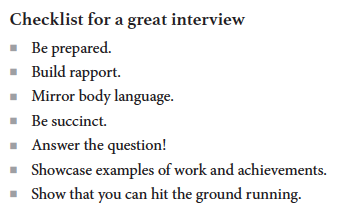 Checklist for a great interview
■ Be prepared.
■ Build rapport.
■ Mirror body language.
■ Be succinct.
■ Answer the question!
■ Showcase examples of work and achievements.
■ Show that you can hit the ground running.